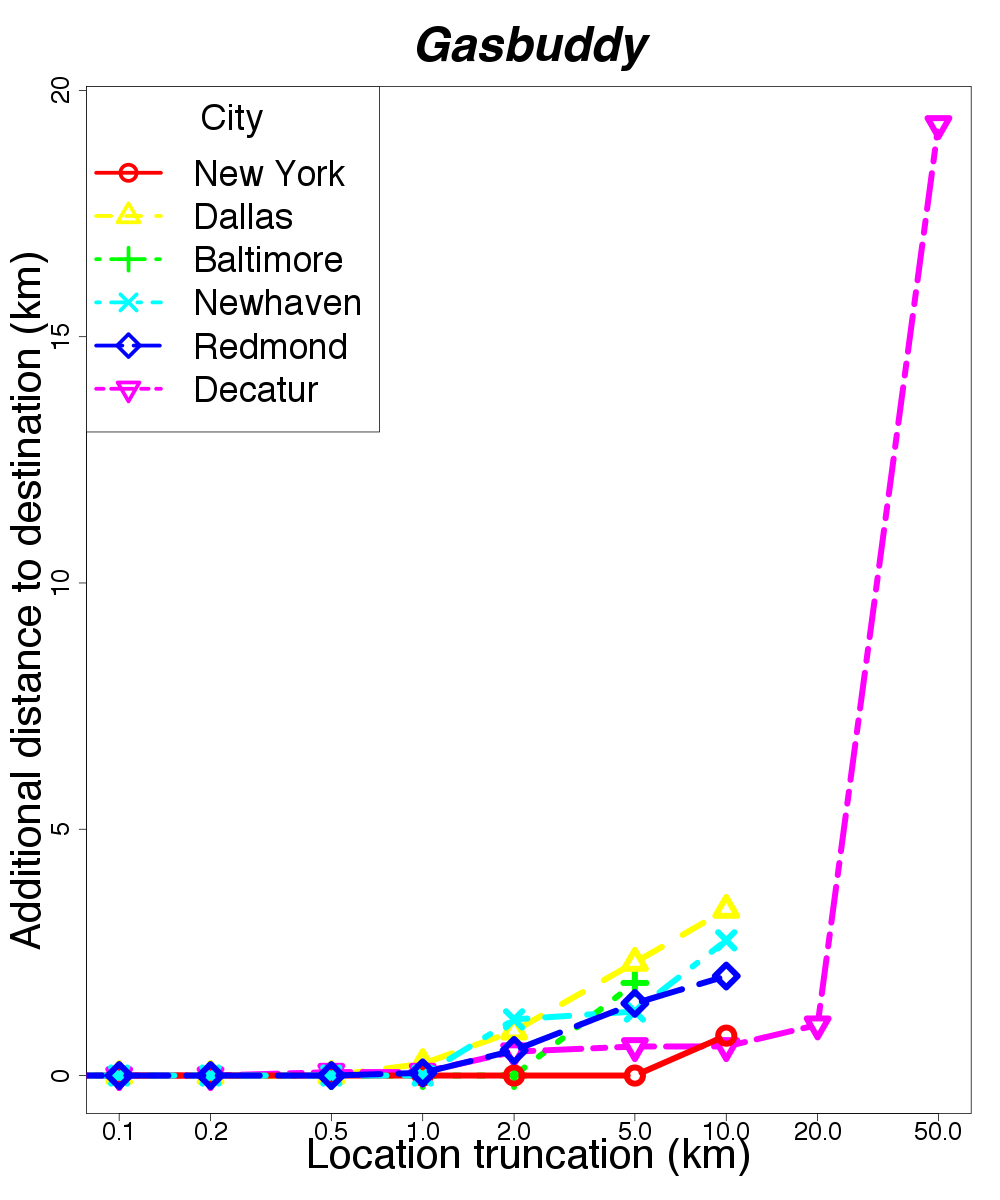 Gasbuddy
Additional distance to destination (km)
20
15
10
5
0
City
New York
Dallas
Baltimore
Newhaven
Redmond
Decatur
0.1 0.2 0.5 1.0 2.0 5.0 10.0 20.0 50.0
Location truncation (km)